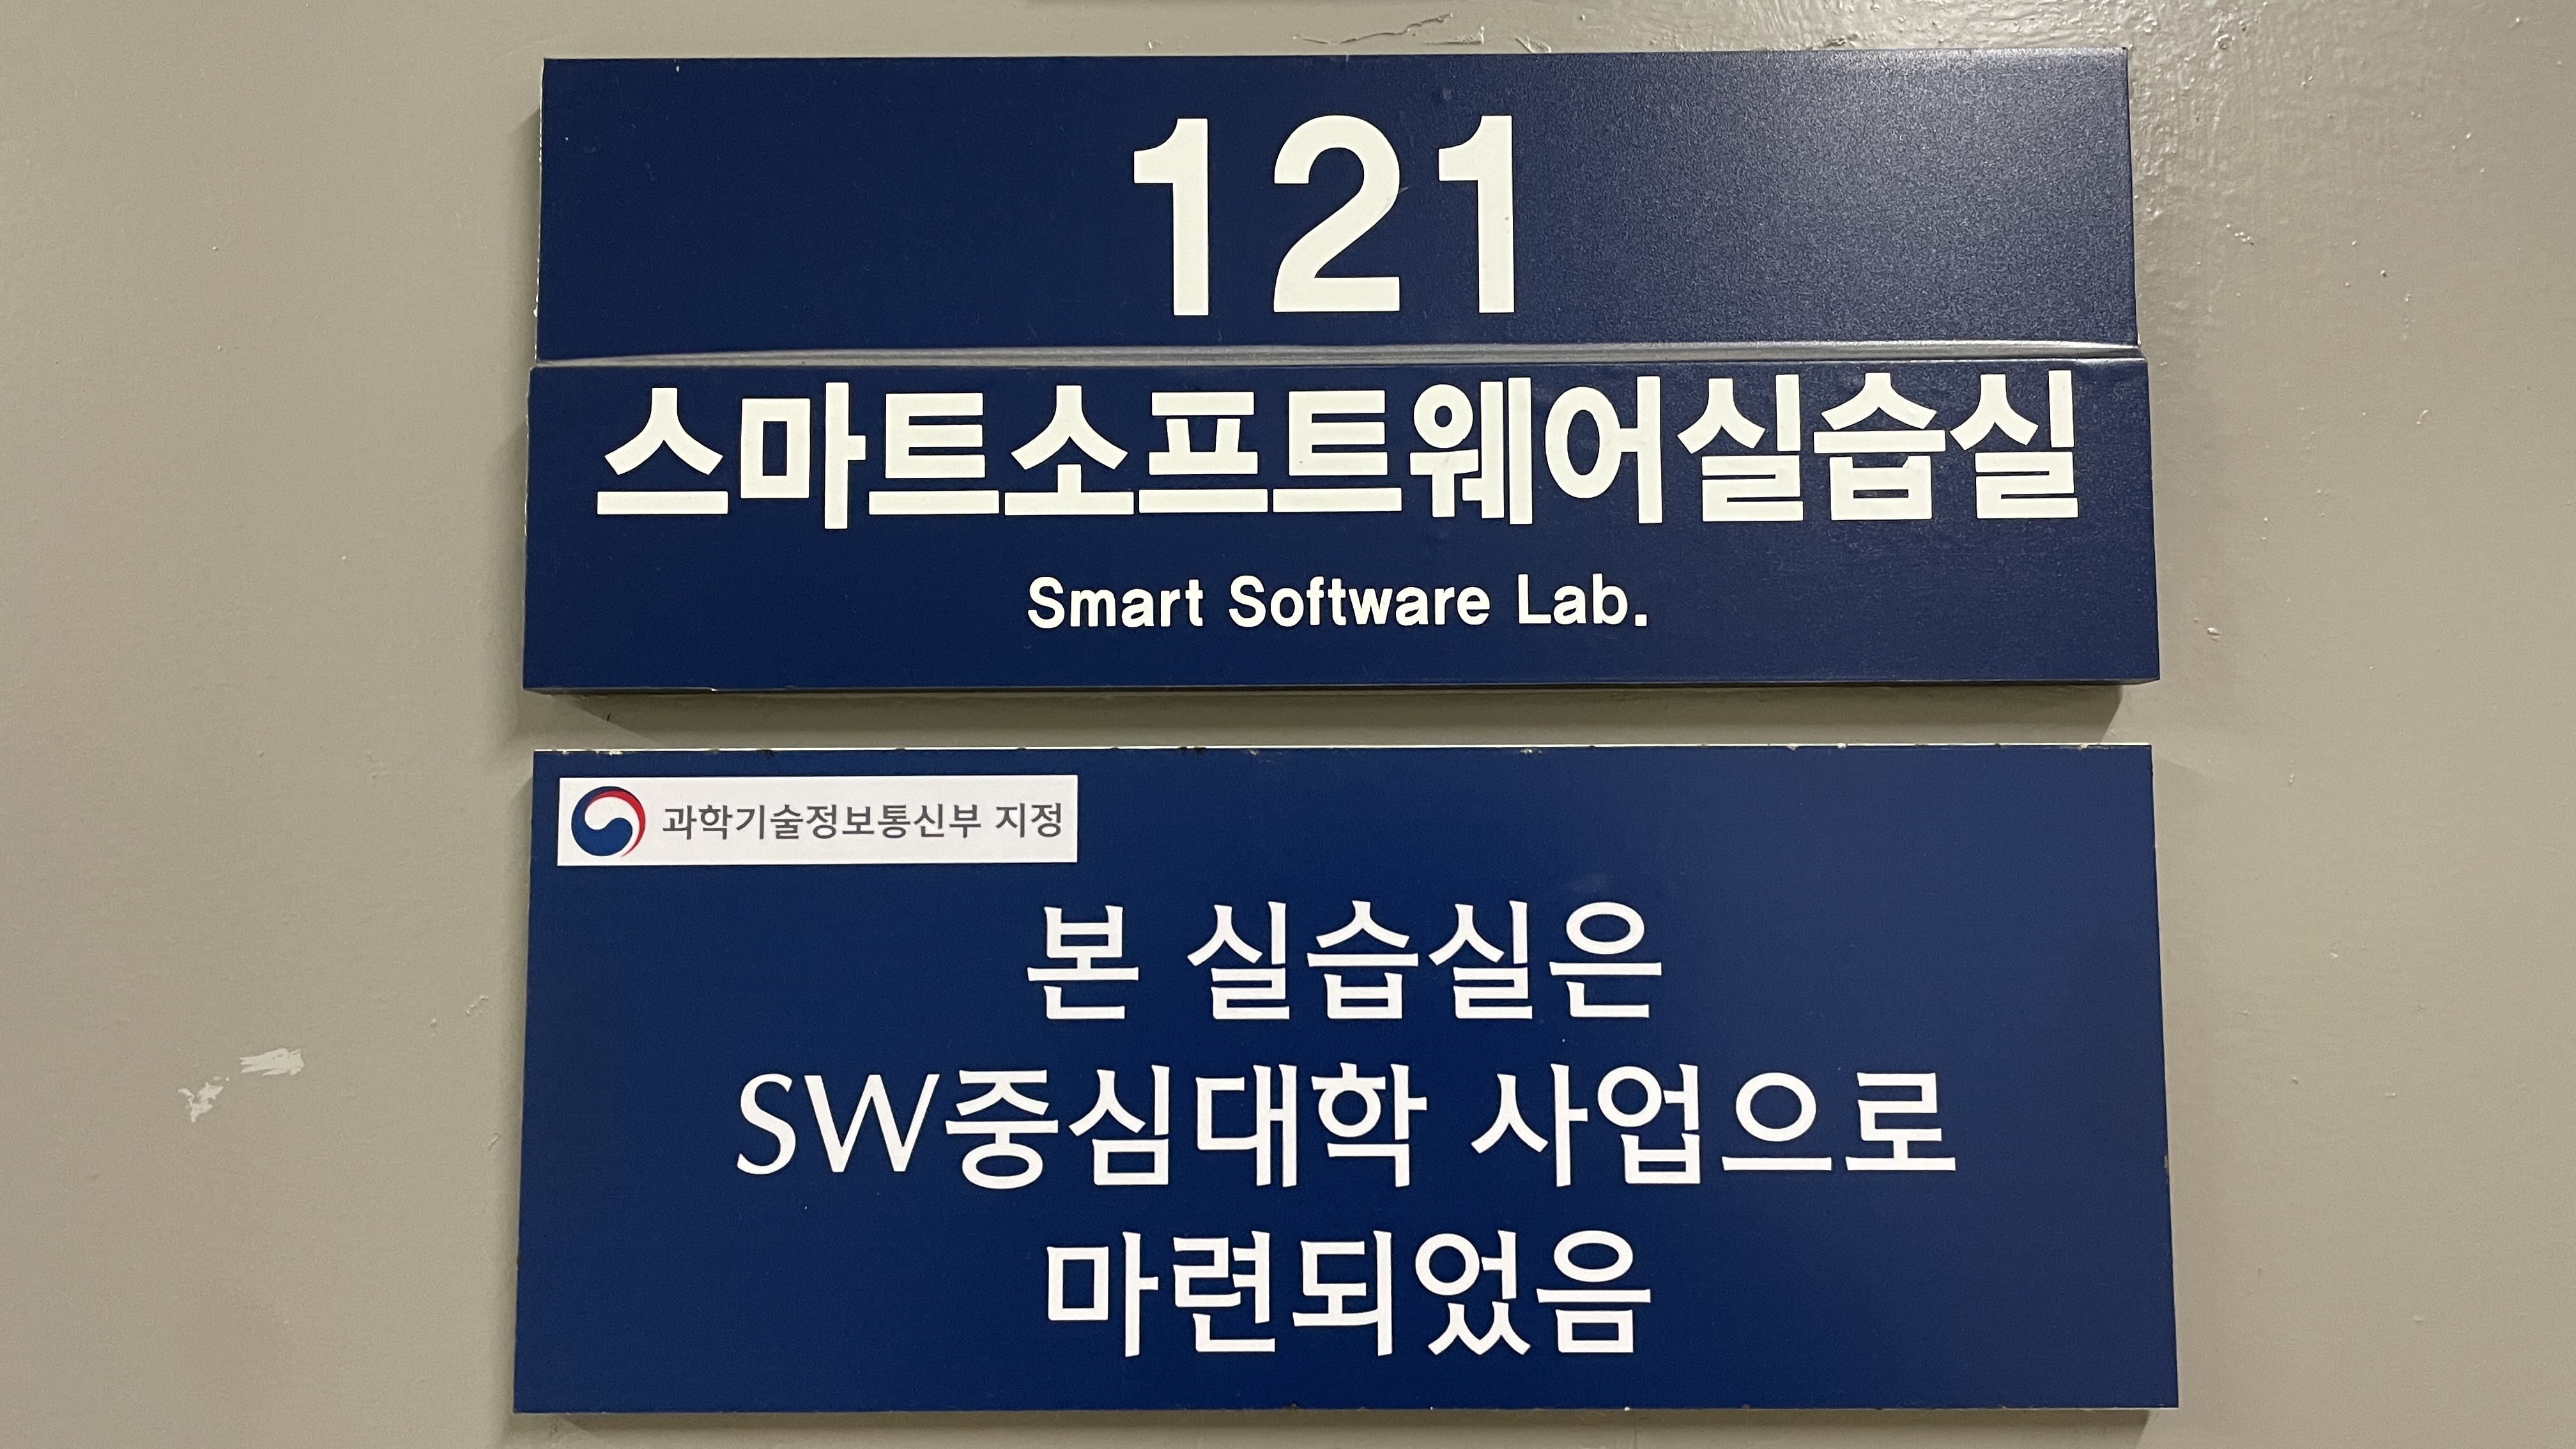 121
스마트소프트웨어실습실
Smart Software Lab.
과학기술정보통신부 지정
본 실습실은
SW중심대학 사업으로
마련되었음